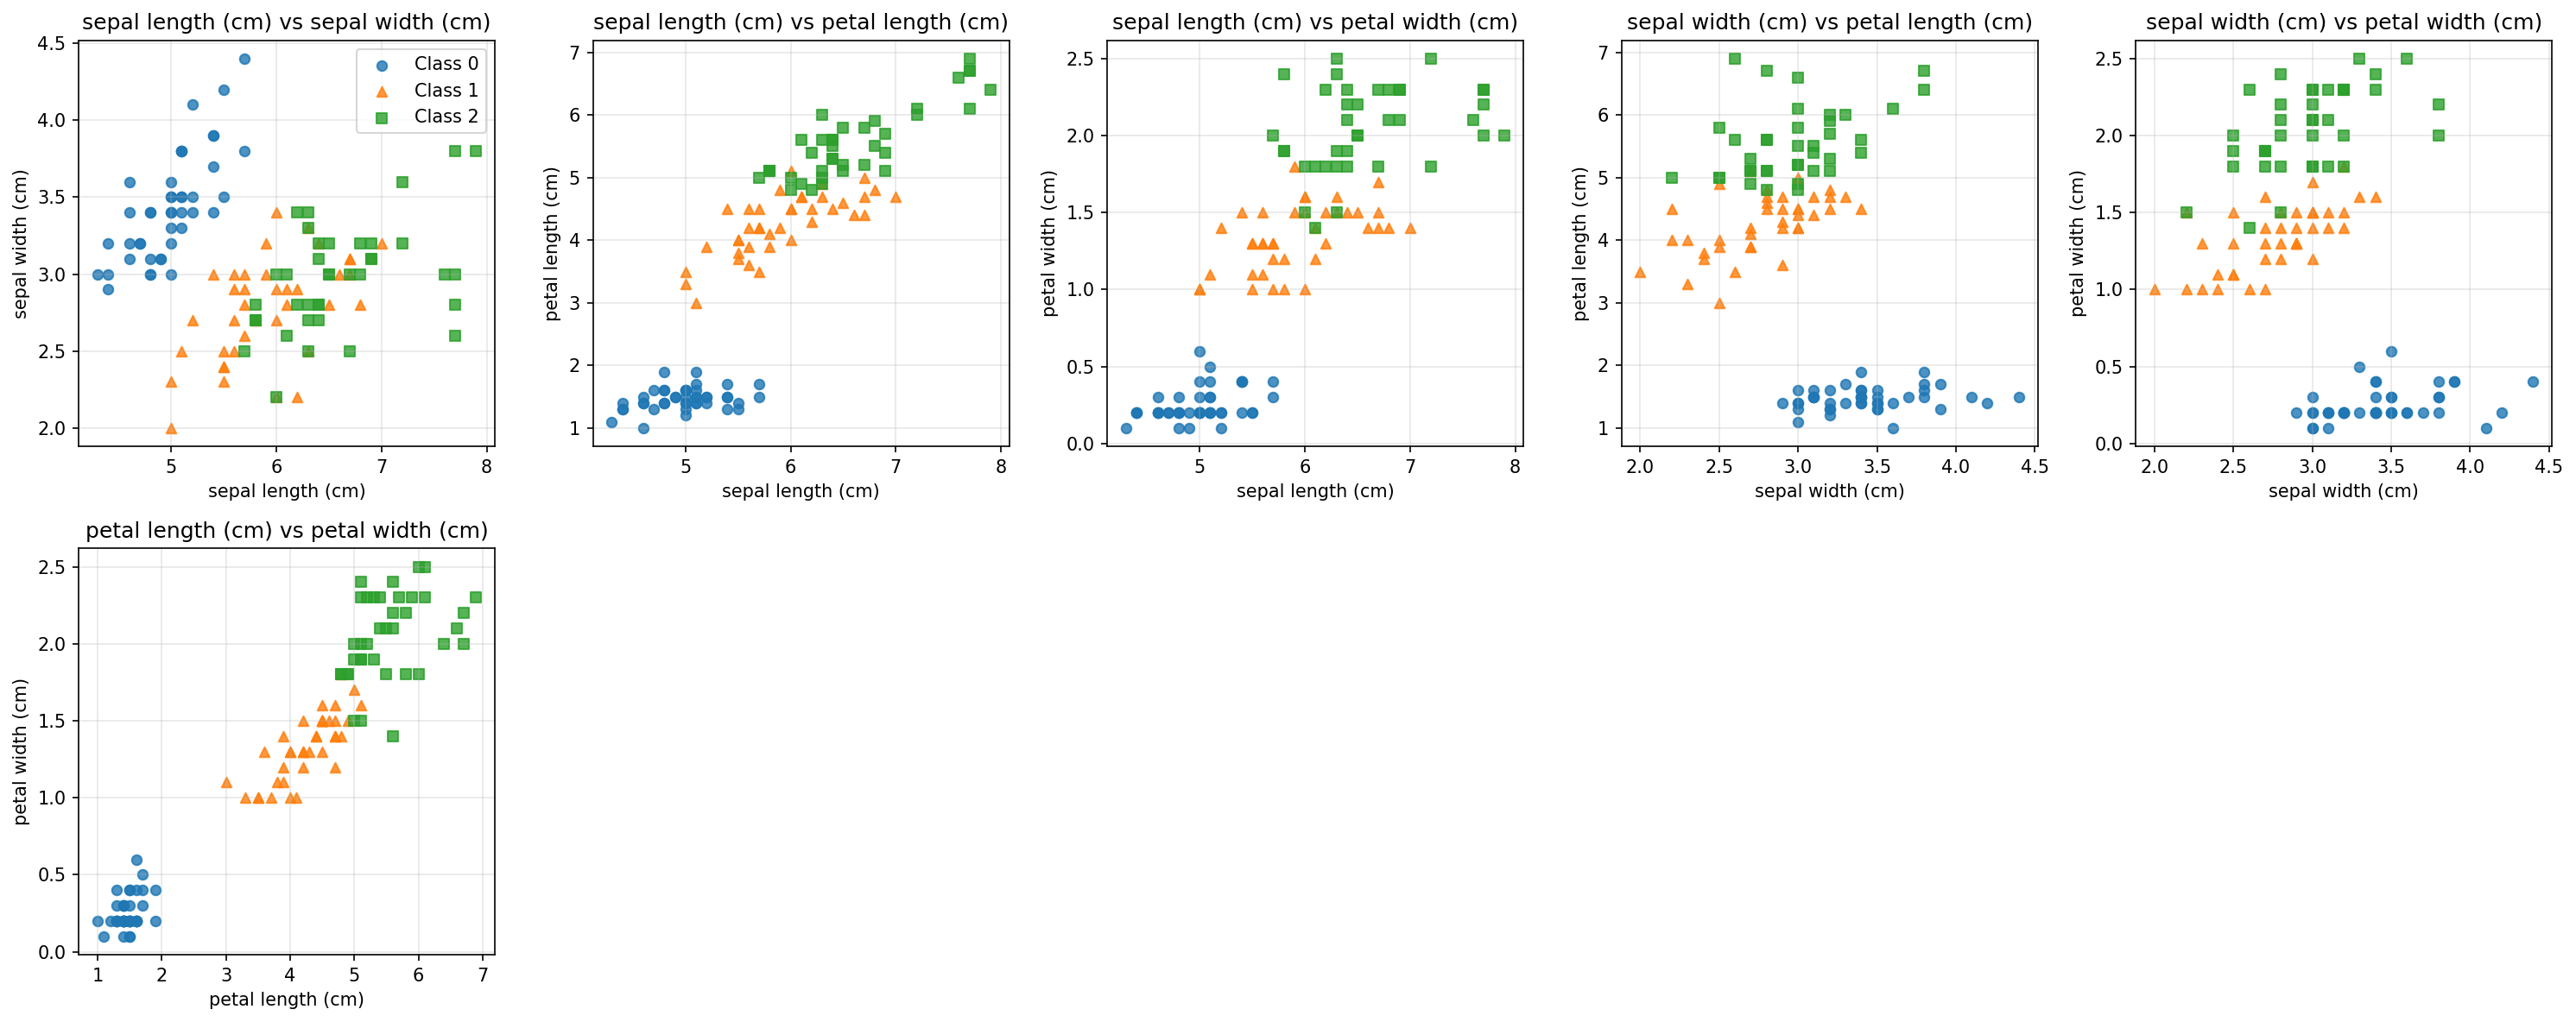 sepal length (cm) vs sepal width (cm)
4.5
4.0
3.5
3.0
2.5
2.0
sepal width (cm)
Class 0
Class 1
Class 2
5 6 7 8
sepal length (cm)
sepal length (cm) vs petal length (cm)
7
6
5
4
3
2
1
petal length (cm)
5 6 7 8
sepal length (cm)
sepal length (cm) vs petal width (cm)
2.5
2.0
1.5
1.0
0.5
0.0
petal width (cm)
5 6 7 8
sepal length (cm)
sepal width (cm) vs petal length (cm)
7
6
5
4
3
2
1
petal length (cm)
2.0 2.5 3.0 3.5 4.0 4.5
sepal width (cm)
sepal width (cm) vs petal width (cm)
2.5
2.0
1.5
1.0
0.5
0.0
petal width (cm)
2.0 2.5 3.0 3.5 4.0 4.5
sepal width (cm)
petal length (cm) vs petal width (cm)
2.5
2.0
1.5
1.0
0.5
0.0
petal width (cm)
1 2 3 4 5 6 7
petal length (cm)